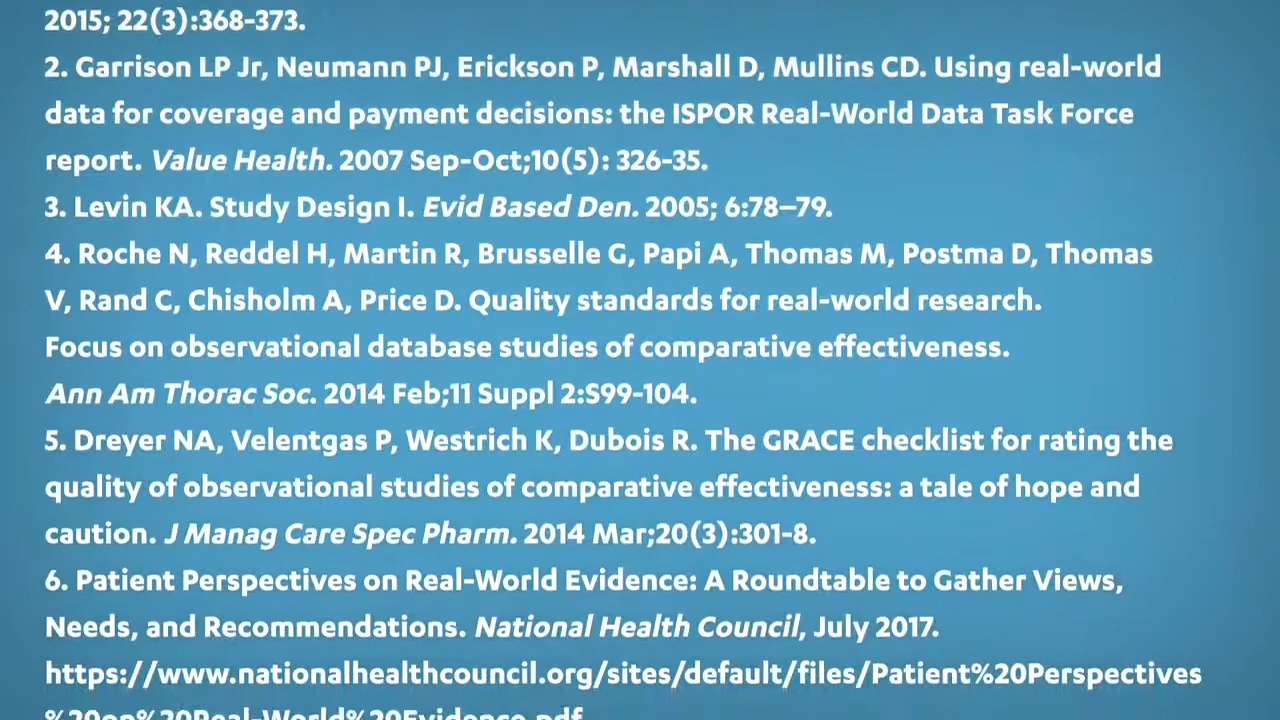 2015; 22(3):368-373.
2. Garrison LP Jr, Neumann PJ, Erickson P, Marshall D, Mullins CD. Using real-world
data for coverage and payment decisions: the ISPOR Real-World Data Task Force
report. Value Health. 2007 Sep-Oct;10(5): 326-35.
3. Levin KA. Study Design I. Evid Based Den. 2005; 6:78–79.
4. Roche N, Reddel H, Martin R, Brusselle G, Papi A, Thomas M, Postma D, Thomas
V, Rand C, Chisholm A, Price D. Quality standards for real-world research.
Focus on observational database studies of comparative effectiveness.
Ann Am Thorac Soc. 2014 Feb;11 Suppl 2:S99-104.
5. Dreyer NA, Velentgas P, Westrich K, Dubois R. The GRACE checklist for rating the
quality of observational studies of comparative effectiveness: a tale of hope and
caution. J Manag Care Spec Pharm. 2014 Mar;20(3):301-8.
6. Patient Perspectives on Real-World Evidence: A Roundtable to Gather Views,
Needs, and Recommendations. National Health Council, July 2017.
https://www.nationalhealthcouncil.org/sites/default/files/Patient%20Perspectives
%20on%20Real-World%20Evidence.pdf